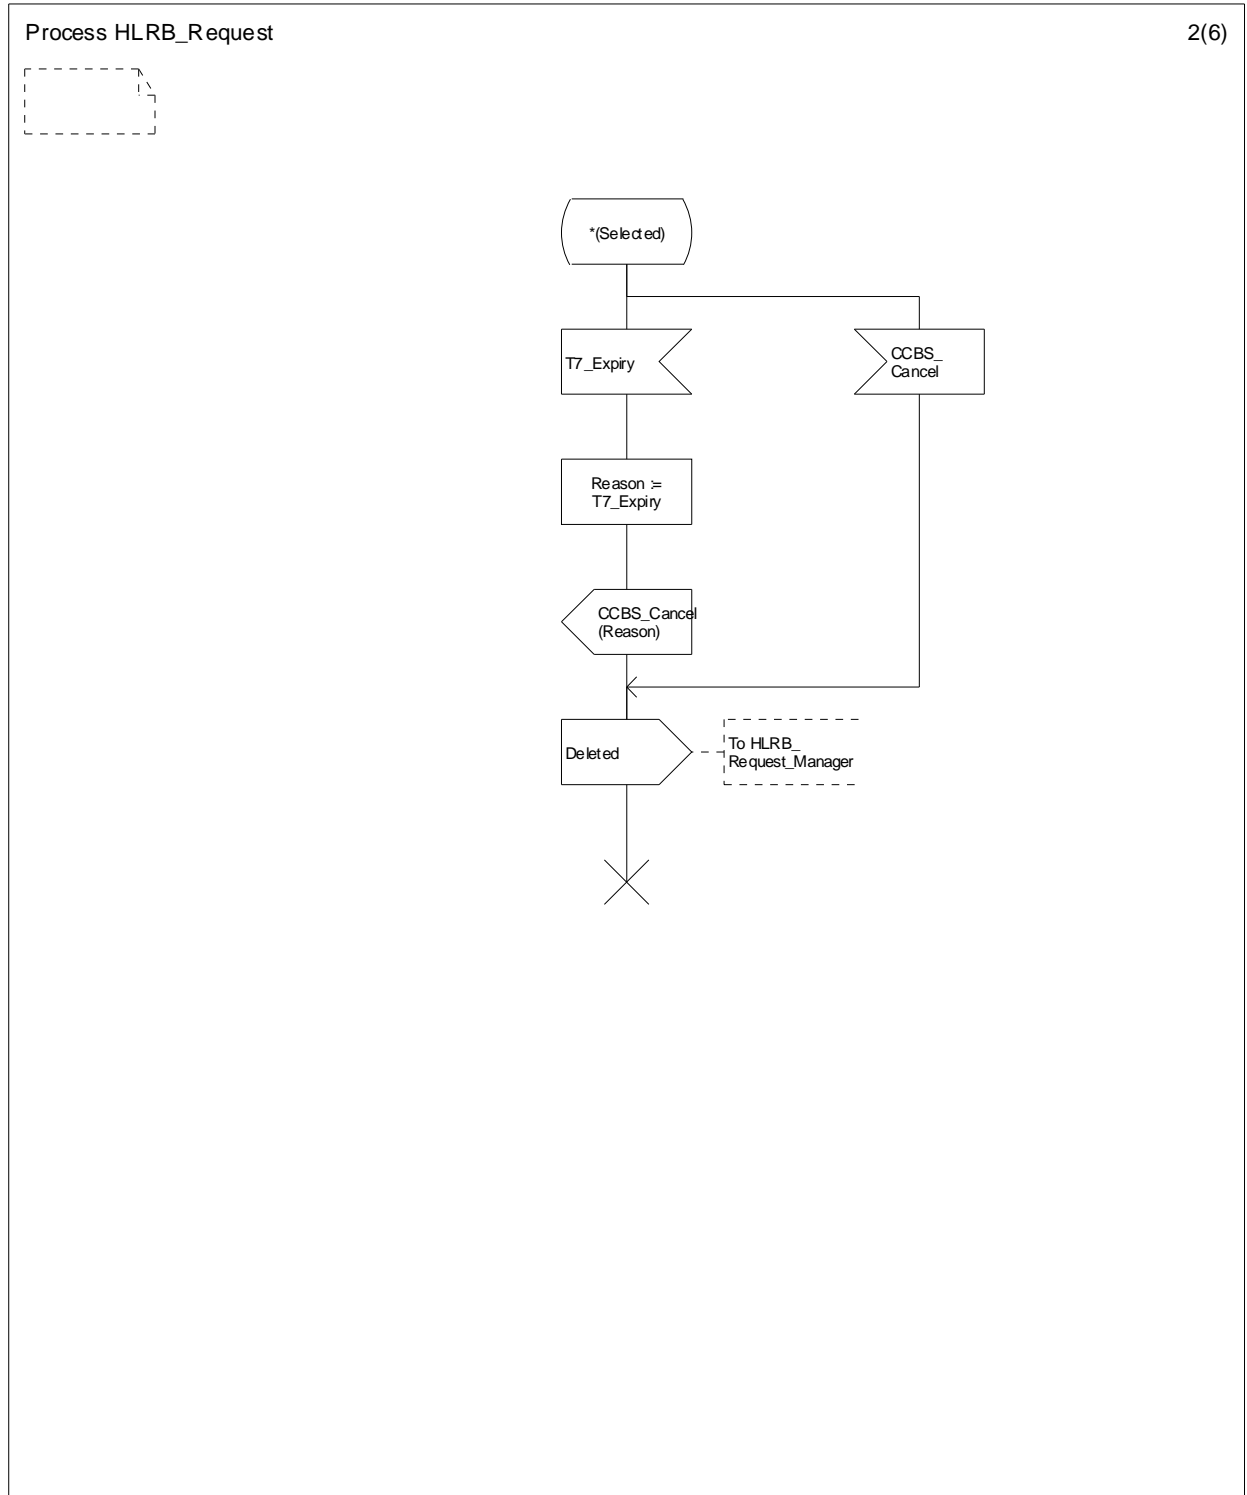 Process HLRB_Request
2(6)
*(Selected)
T7_Expiry
CCBS_
Cancel
Reason :=
T7_Expiry
CCBS_Cancel
(Reason)
Deleted
To HLRB_
Request_Manager